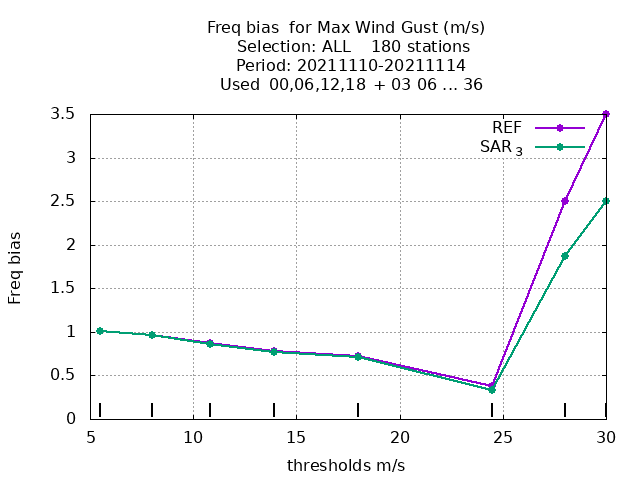 Freq bias  for Max Wind Gust (m/s)
Selection: ALL    180 stations
Period: 20211110-20211114
Used  00,06,12,18  + 03 06 ... 36
3.5
3
2.5
2
1.5
1
0.5
0
Freq bias
REF
SAR 3
5 10 15 20 25 30
thresholds m/s